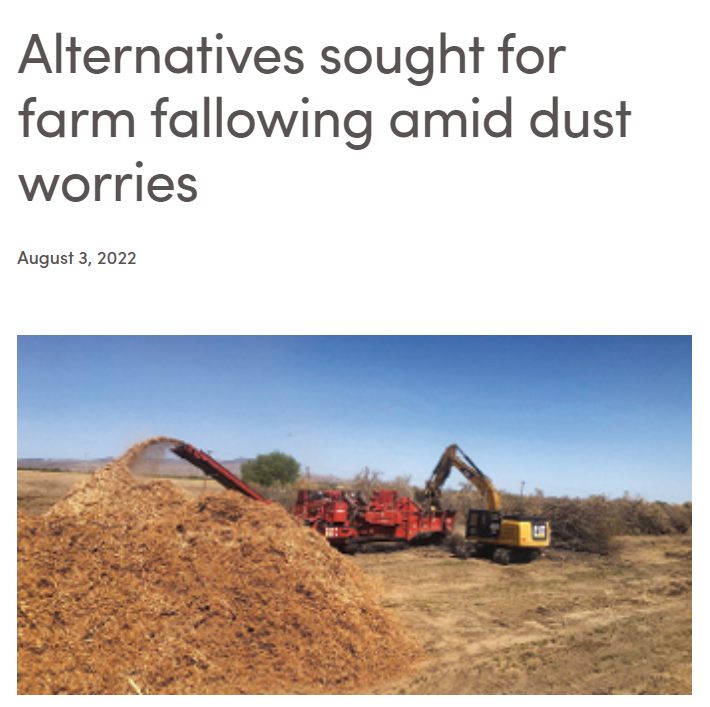 Alternatives sought for
farm fallowing amid dust
worries
August 3, 2022